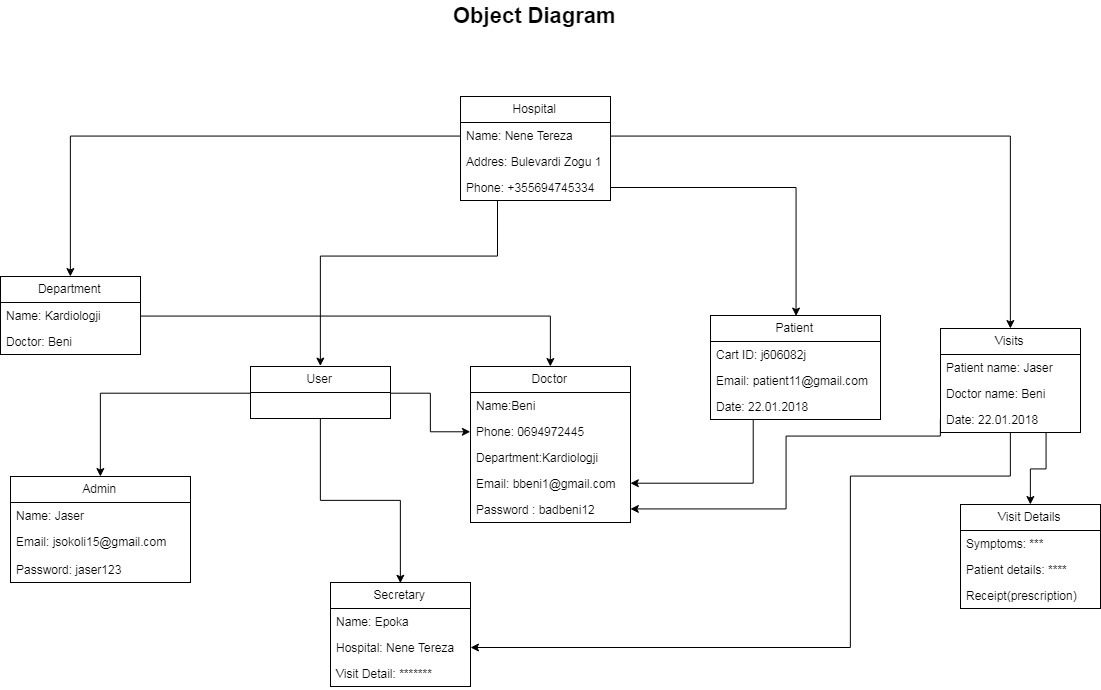 Object Diagram
Hospital
Name: Nene Tereza
Addres: Bulevardi Zogu 1
Phone: +355694745334
Department
Name: Kardiologji
Doctor: Beni
User
Doctor
Name:Beni
Phone: 0694972445
Department:Kardiologji
Email: bbeni1@gmail.com
Password : badbeni12
Patient
Cart ID: j606082j
Email: patient11@gmail.com
Date: 22.01.2018
Visits
Patient name: Jaser
Doctor name: Beni
Date: 22.01.2018
Admin
Name: Jaser
Email: jsokoli15@gmail.com
Password: jaser123
Secretary
Name: Epoka
Hospital: Nene Tereza
Visit Detail: *******
Visit Details
Symptoms: ***
Patient details: ****
Receipt(prescription)